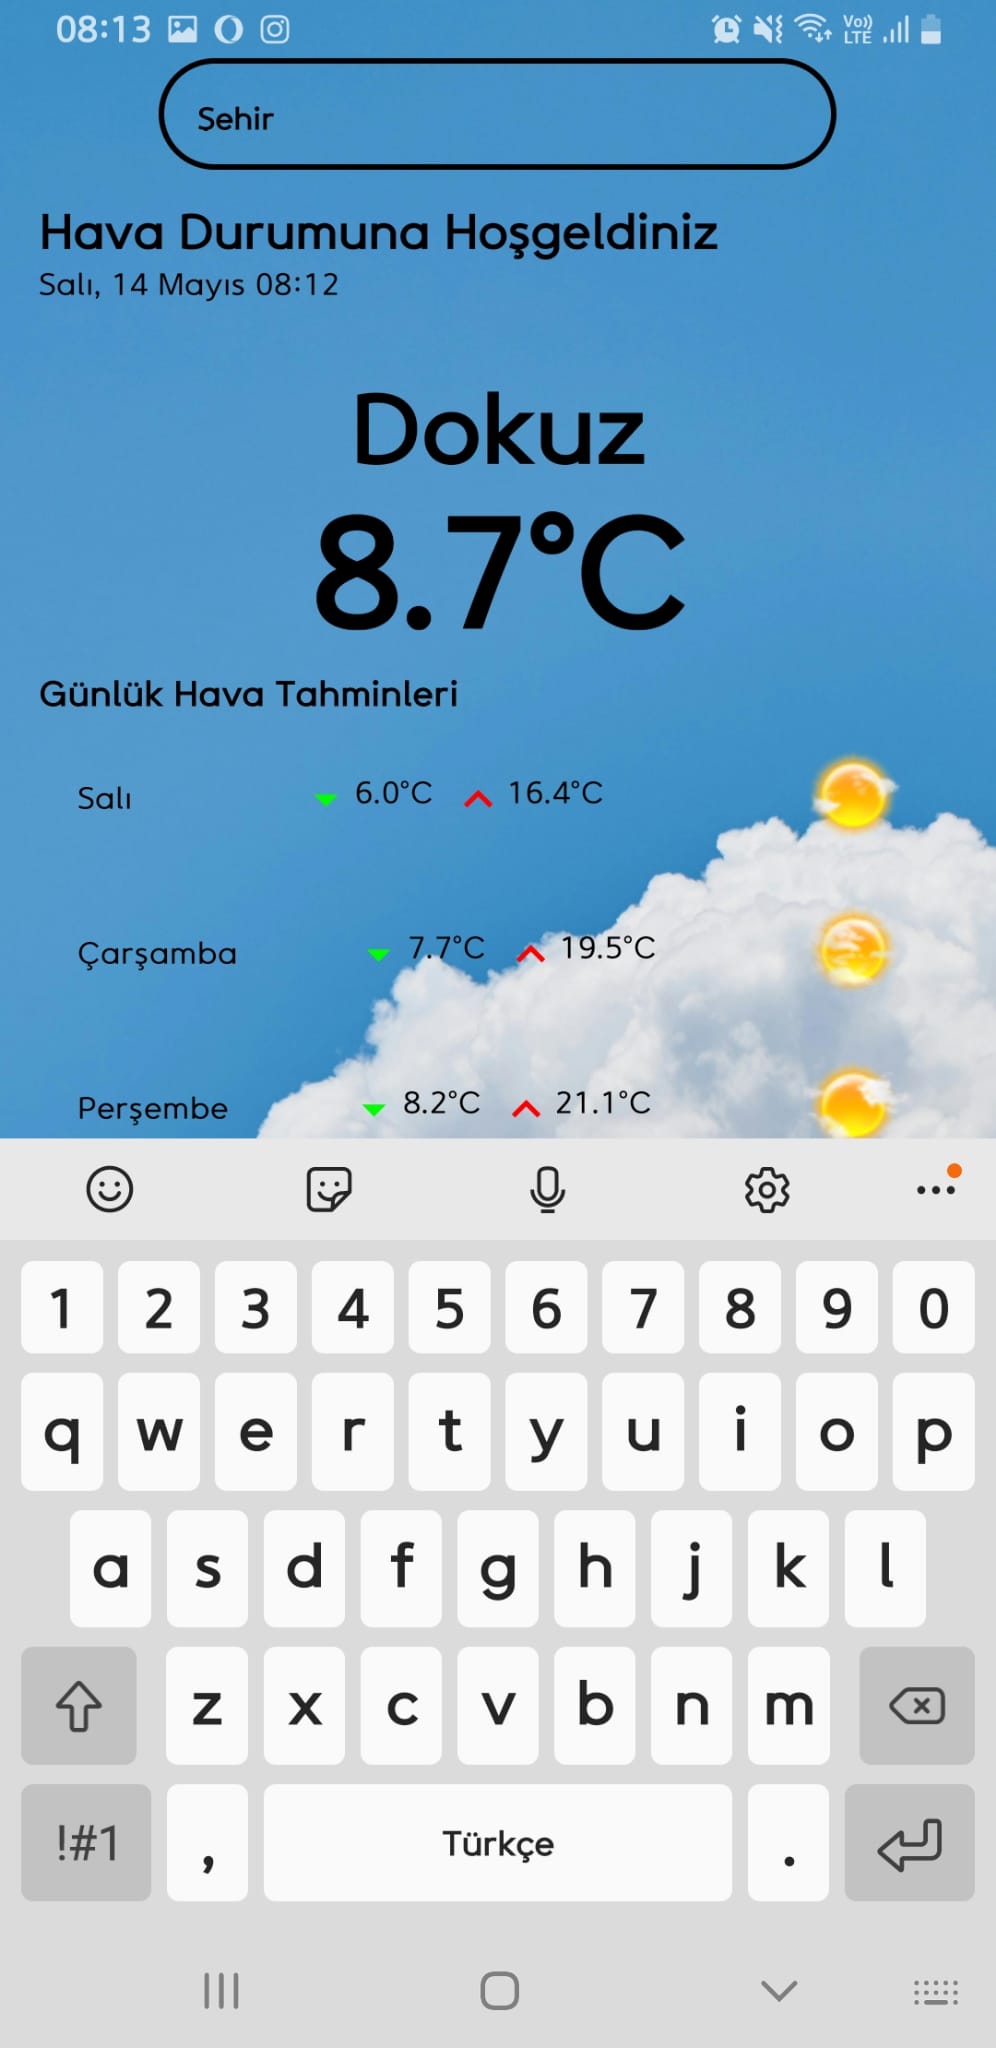 08:13 Vo)) LTE
Sehir
Hava Durumuna Hoşgeldiniz
Salı, 14 Mayıs 08:12
Dokuz
8.7°C
Günlük Hava Tahminleri
Salı 6.0°C 16.4°C
Çarşamba 7.7°C 19.5°C
Perşembe 8.2°C 21.1°C
1 2 3 4 5 6 7 8 9 0
q w e r t y u i o p
a s d f g h j k l
z x c v b n m
!#1 , Türkçe .